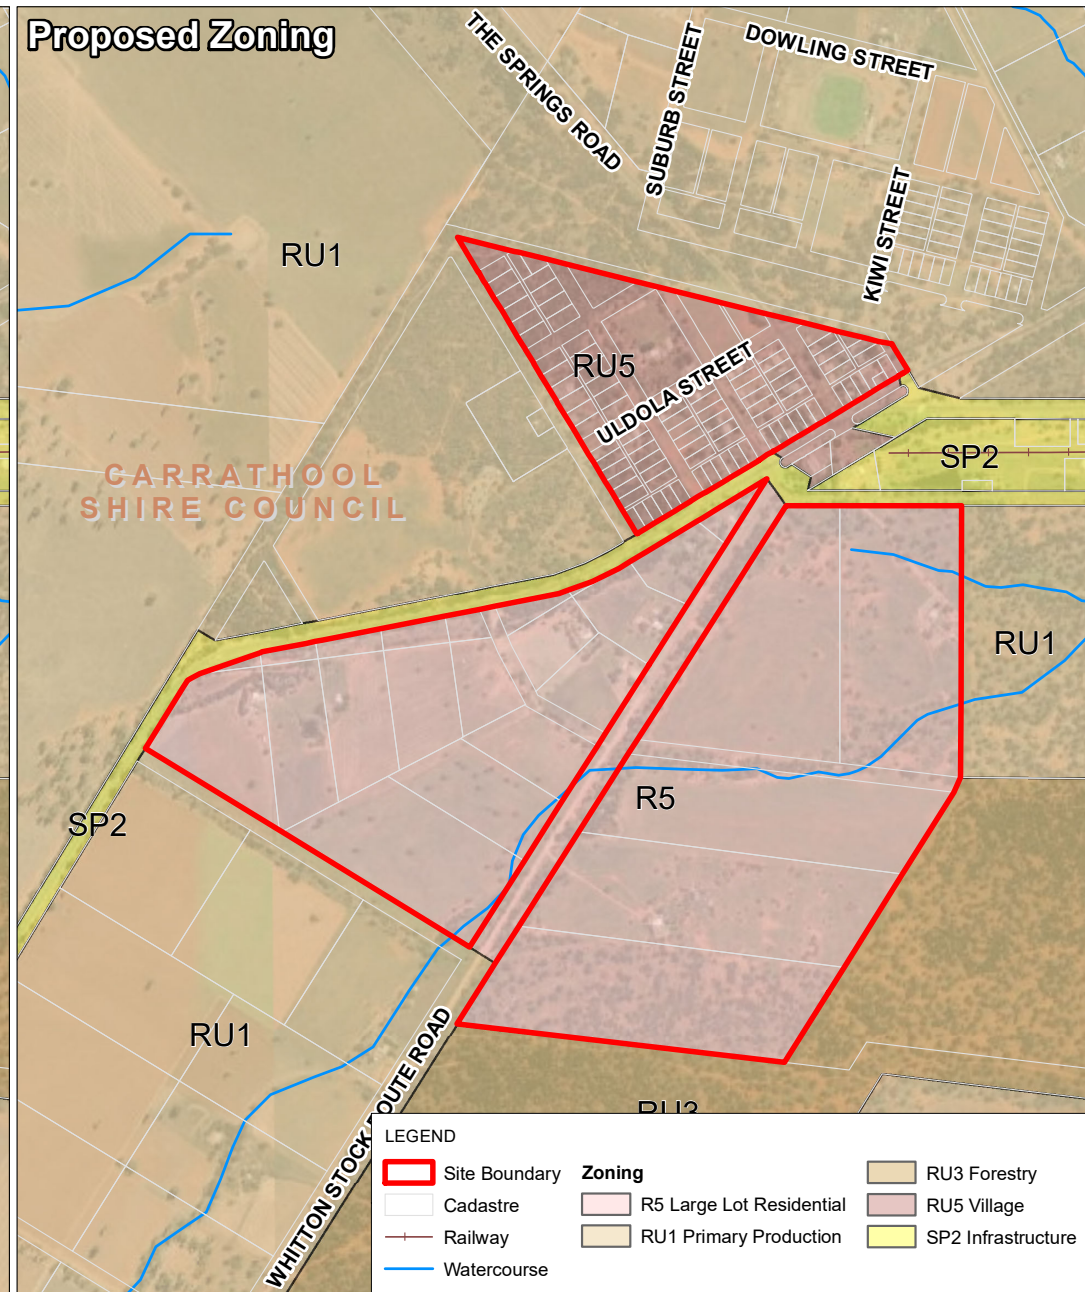 Proposed Zoning
THE SPRINGS ROAD
SUBURB STREET
DOWLING STREET
KIWI STREET
RU1
RU5
ULDOLA STREET
SP2
CARRATHOOL
SHIRE COUNCIL
RU1
R5
SP2
RU1
WHITTON STOCK ROUTE ROAD
RU3
LEGEND
Site Boundary
Cadastre
Railway
Watercourse
Zoning
R5 Large Lot Residential
RU1 Primary Production
RU3 Forestry
RU5 Village
SP2 Infrastructure